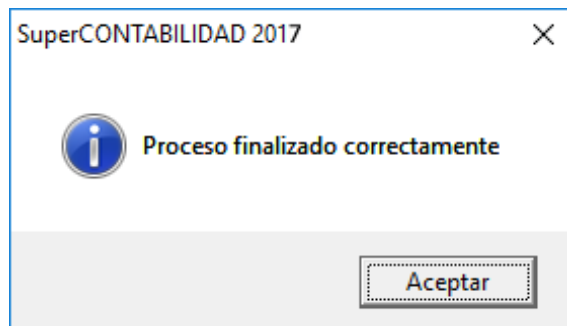 SuperCONTABILIDAD 2017
Proceso finalizado correctamente
Aceptar